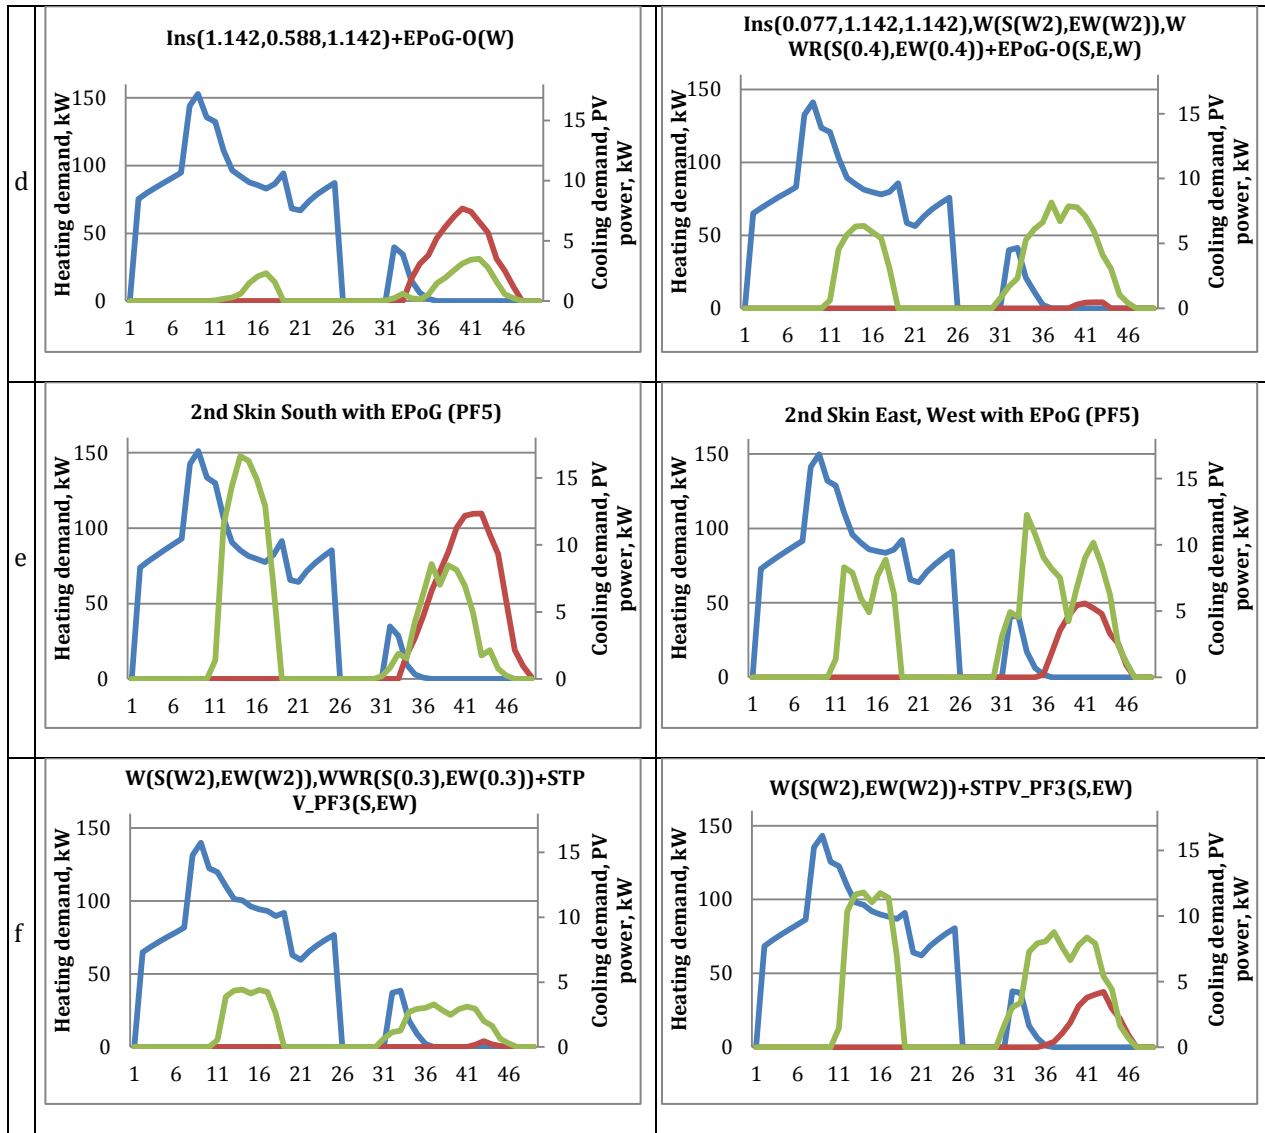 d
Ins(1.142,0.588,1.142)+EPoG-O(W)
Heating demand, kW
150
100
50
0
15
10
5
0
Cooling demand, PV
power, kW
1 6 11 16 21 26 31 36 41 46
Ins(0.077,1.142,1.142),W(S(W2),EW(W2)),W
WR(S(0.4),EW(0.4))+EPoG-O(S,E,W)
Heating demand, kW
150
100
50
0
15
10
5
0
Cooling demand, PV
power, kW
1 6 11 16 21 26 31 36 41 46
e
2nd Skin South with EPoG (PF5)
Heating demand, kW
150
100
50
0
15
10
5
0
Cooling demand, PV
power, kW
1 6 11 16 21 26 31 36 41 46
2nd Skin East, West with EPoG (PF5)
Heating demand, kW
150
100
50
0
15
10
5
0
Cooling demand, PV
power, kW
1 6 11 16 21 26 31 36 41 46
f
W(S(W2),EW(W2)),WWR(S(0.3),EW(0.3))+STP
V_PF3(S,EW)
Heating demand, kW
150
100
50
0
15
10
5
0
Cooling demand, PV
power, kW
1 6 11 16 21 26 31 36 41 46
W(S(W2),EW(W2))+STPV_PF3(S,EW)
Heating demand, kW
150
100
50
0
15
10
5
0
Cooling demand, PV
power, kW
1 6 11 16 21 26 31 36 41 46